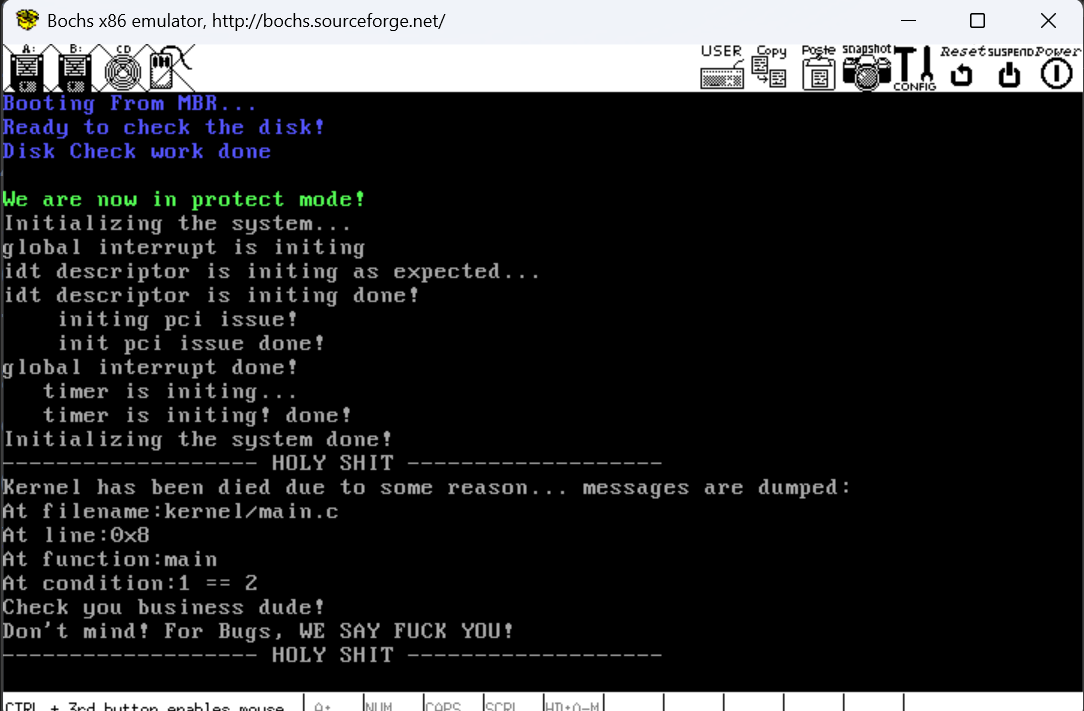 Bochs x86 emulator, http://bochs.sourceforge.net/
A: B: CD USER Copy Paste snapshot CONFIG Reset SUSPEND Power
Booting From MBR...
Ready to check the disk!
Disk Check work done
We are now in protect mode!
Initializing the system...
global interrupt is initing
idt descriptor is initing as expected...
idt descriptor is initing done!
initing pci issue!
init pci issue done!
global interrupt done!
timer is initing...
timer is initing! done!
Initializing the system done!
------------------- HOLY SHIT -------------------
Kernel has been died due to some reason... messages are dumped:
At filename:kernel/main.c
At line:0x8
At function:main
At condition:1 == 2
Check you business dude!
Don't mind! For Bugs, WE SAY FUCK YOU!
------------------- HOLY SHIT -------------------
CTRL + 3rd button enables mouse A: NUM CAPS SCRL HD:0-M